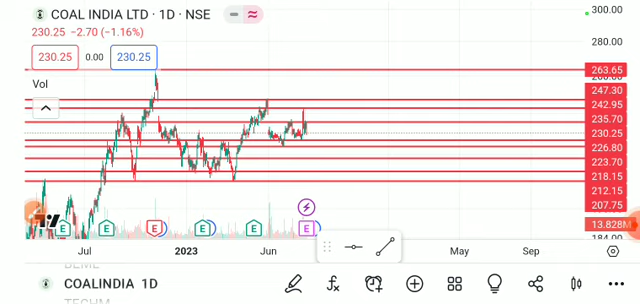 COAL INDIA LTD · 1D · NSE
230.25 −2.70 (−1.16%)
230.25 0.00 230.25
Vol
300.00
280.00
263.65
247.30
242.95
235.70
230.25
226.80
223.70
218.15
212.15
207.75
13.828M
184.00
E E E E E E
Jul 2023 Jun May Sep
COALINDIA 1D